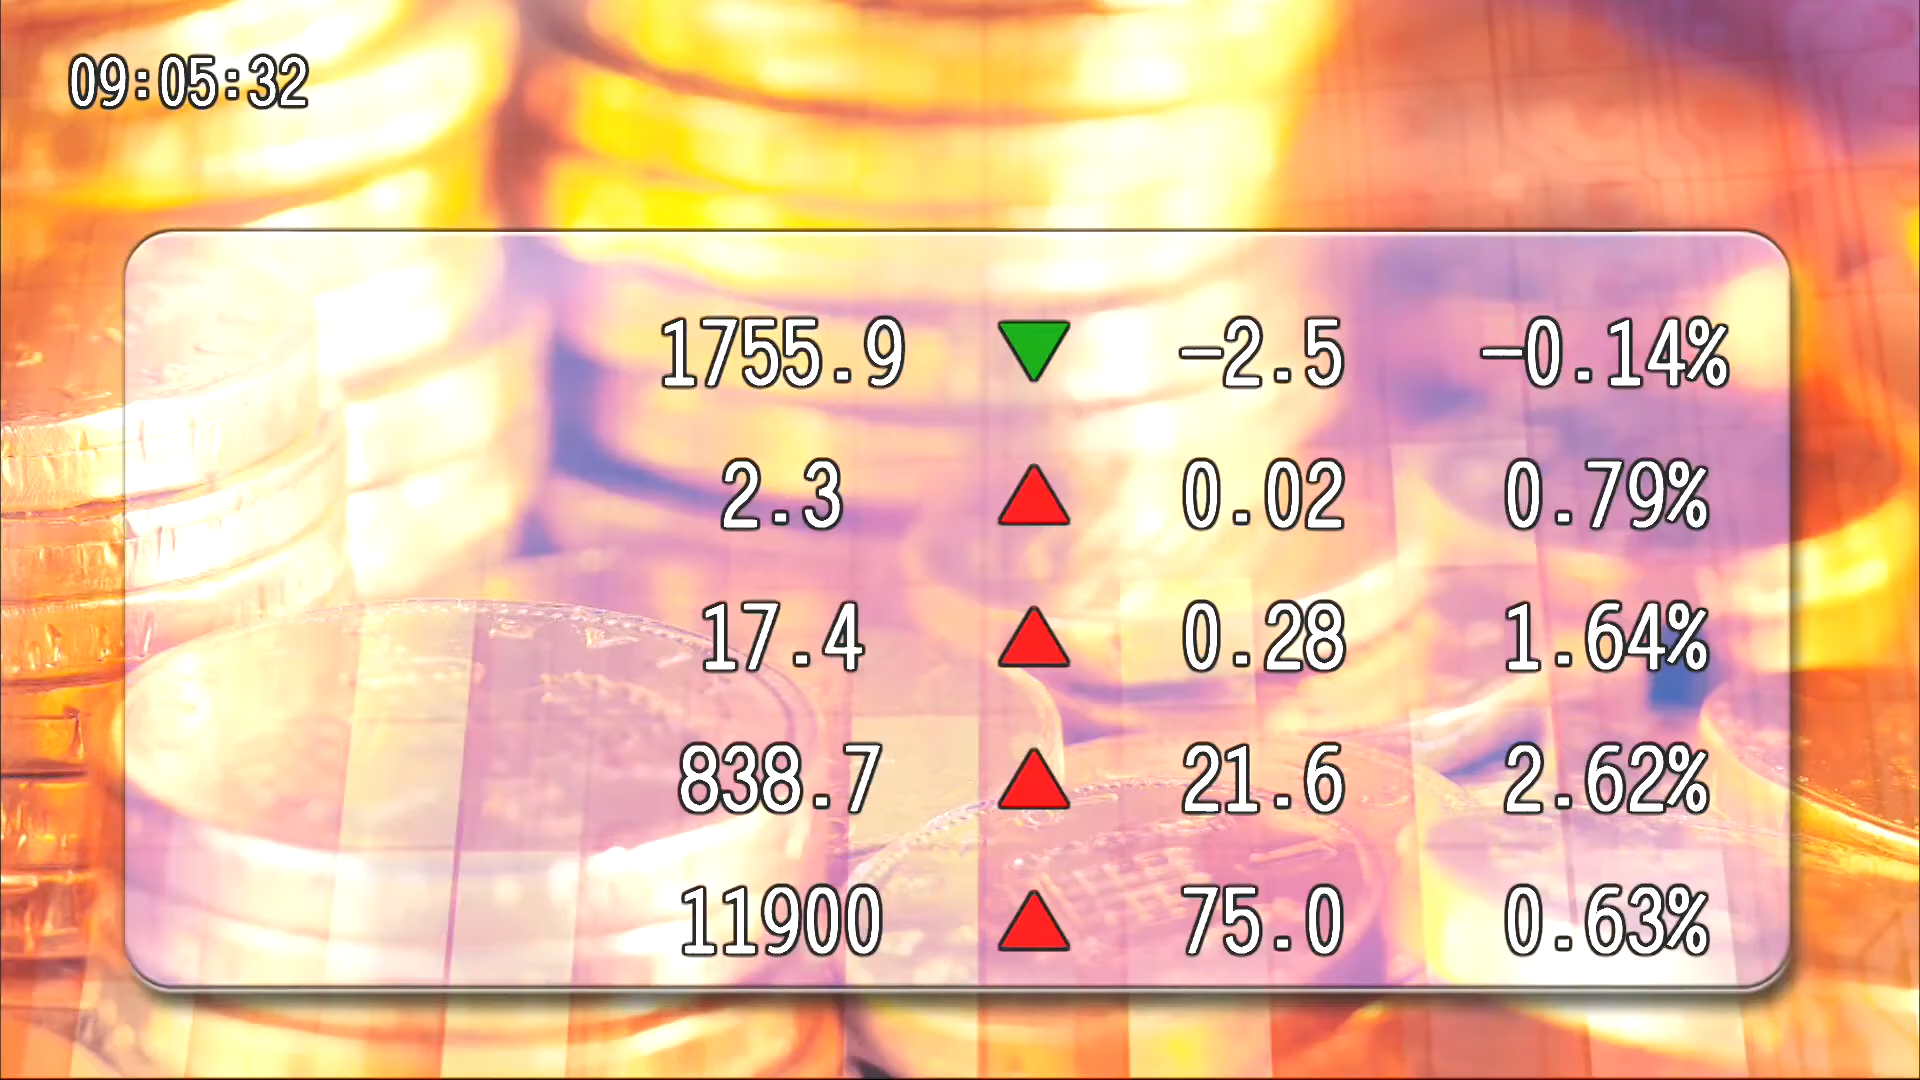 09:05:32
1755.9 ▼ -2.5 -0.14%
2.3 ▲ 0.02 0.79%
17.4 ▲ 0.28 1.64%
838.7 ▲ 21.6 2.62%
11900 ▲ 75.0 0.63%